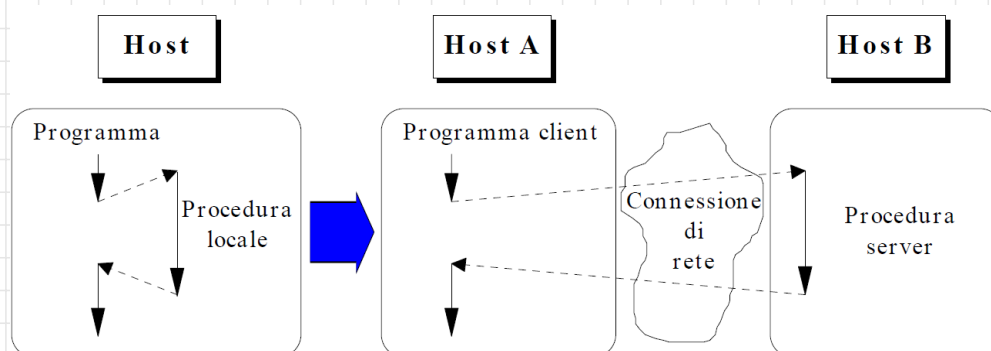 Host
Host A
Host B
Programma
Procedura
locale
Programma client
Connessione
di
rete
Procedura
server